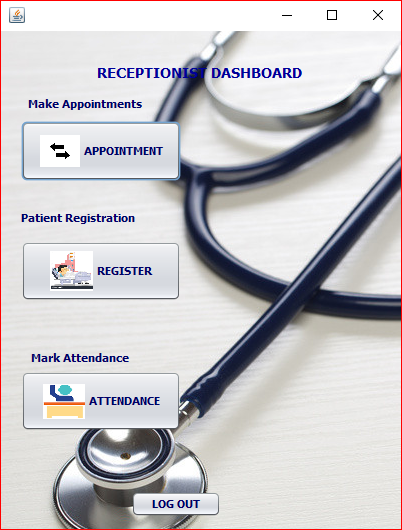 RECEPTIONIST DASHBOARD
Make Appointments
APPOINTMENT
Patient Registration
REGISTER
Mark Attendance
ATTENDANCE
LOG OUT